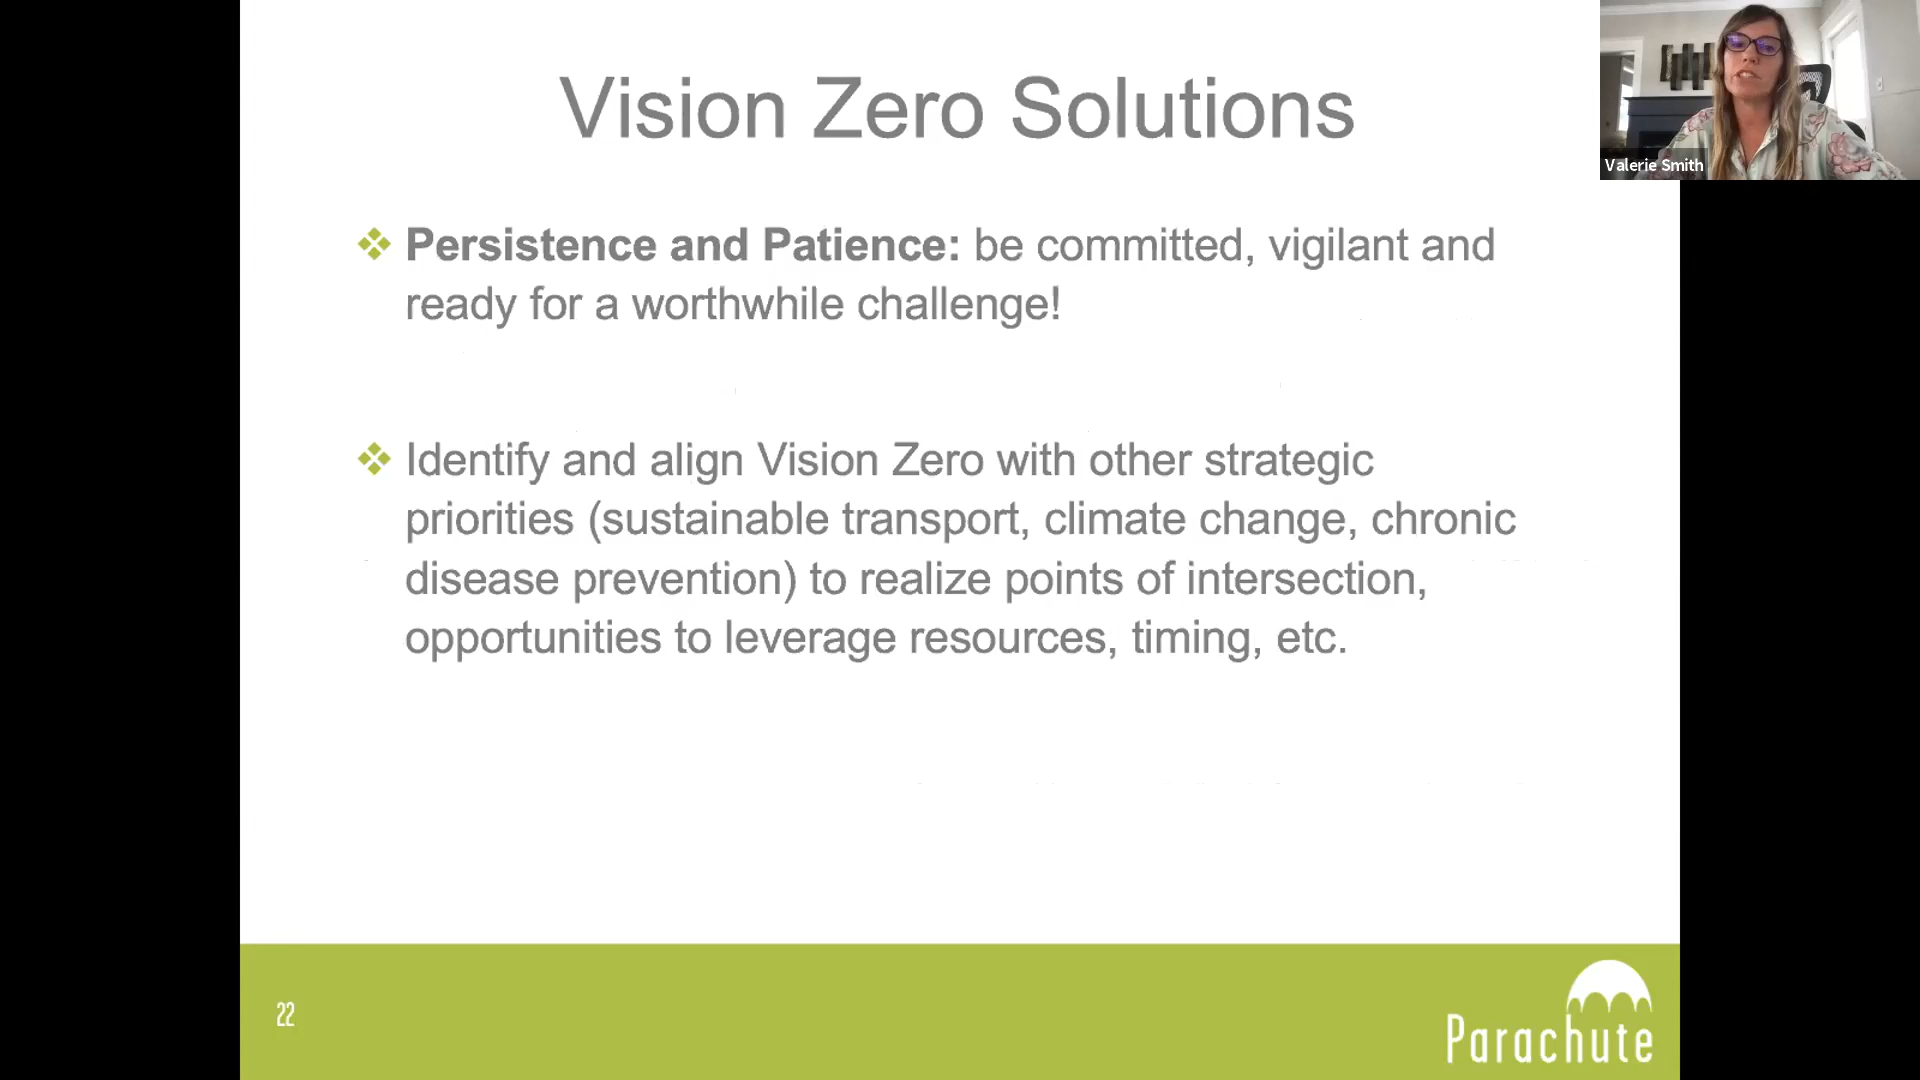 Vision Zero Solutions
Valerie Smith
Persistence and Patience: be committed, vigilant and
ready for a worthwhile challenge!
Identify and align Vision Zero with other strategic
priorities (sustainable transport, climate change, chronic
disease prevention) to realize points of intersection,
opportunities to leverage resources, timing, etc.
22
Parachute